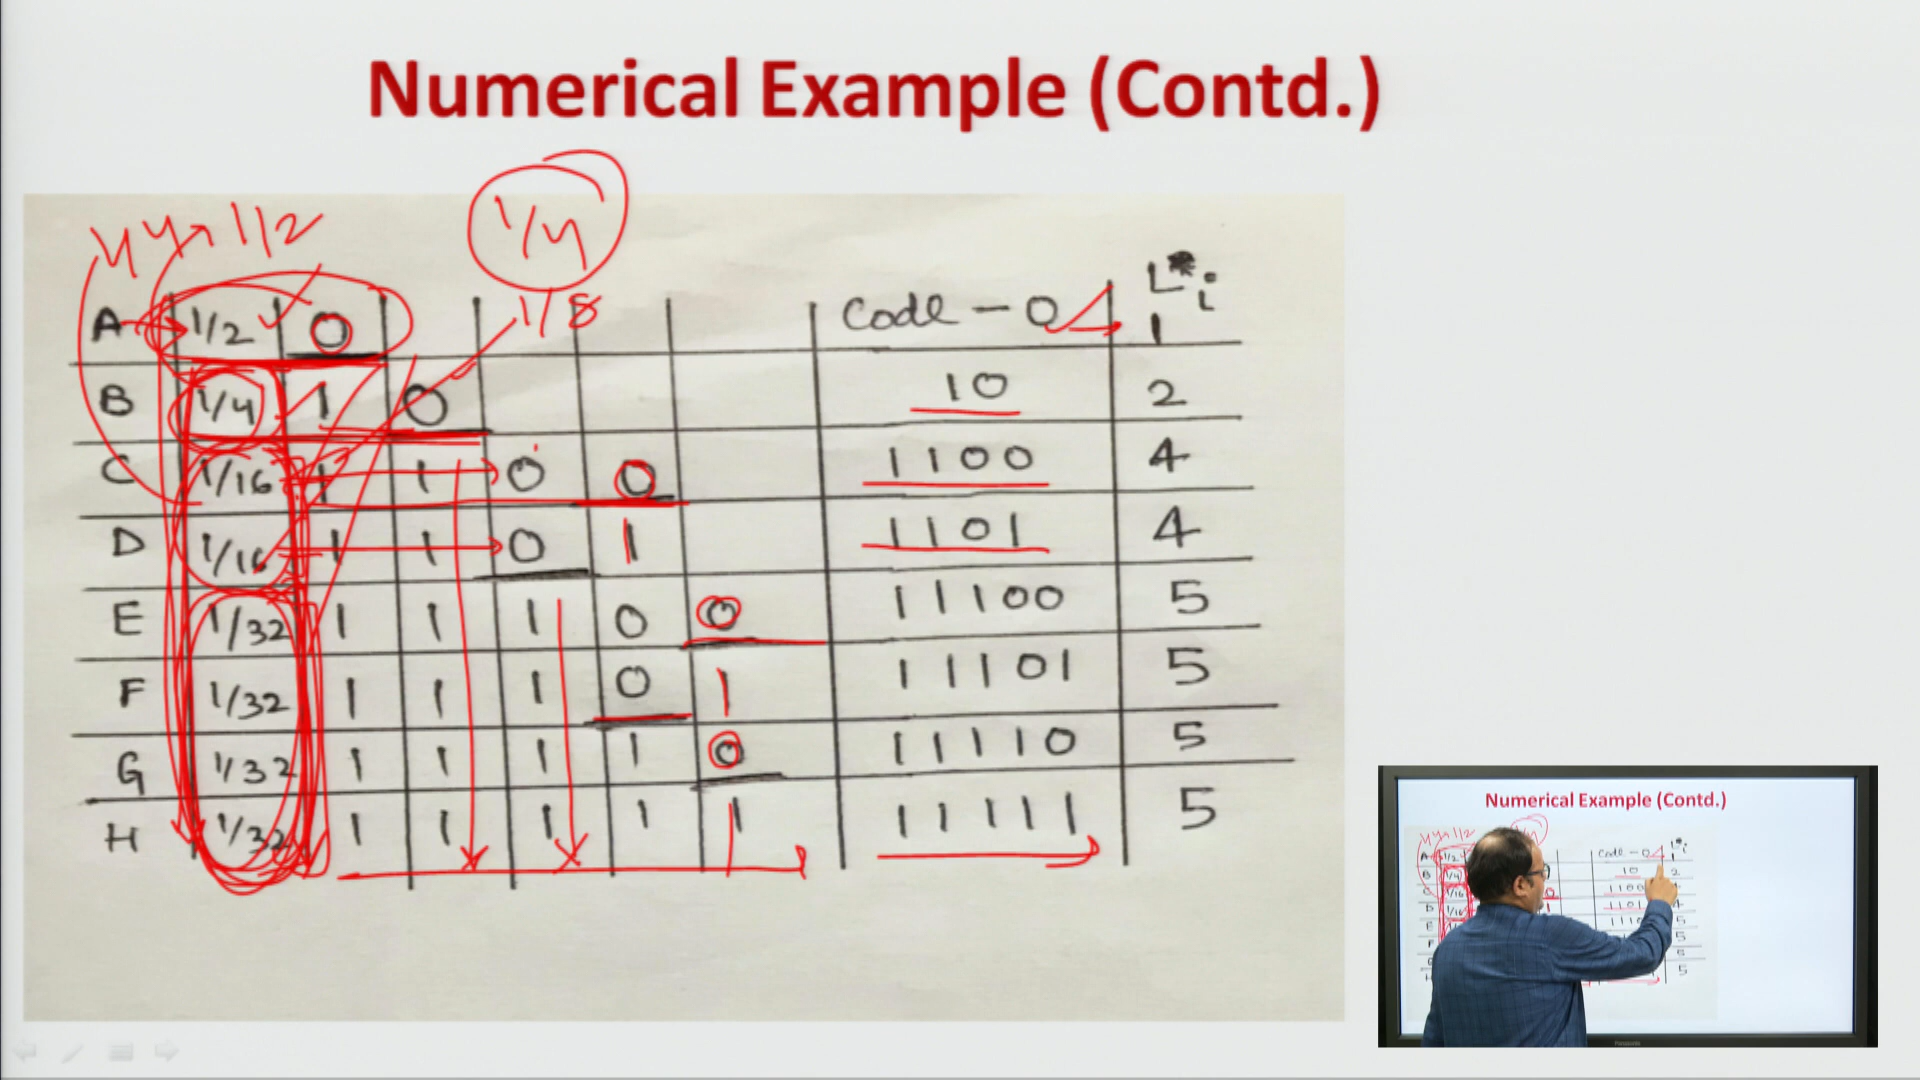 Numerical Example (Contd.)
1/4 1/2
1/4
1/8
A 1/2 0 Code - 0 L*i 1
B 1/4 1 0 10 2
C 1/16 1 1 0 0 1100 4
D 1/16 1 1 0 1 1101 4
E 1/32 1 1 1 0 0 11100 5
F 1/32 1 1 1 0 1 11101 5
G 1/32 1 1 1 1 0 11110 5
H 1/32 1 1 1 1 1 11111 5
Numerical Example (Contd.)